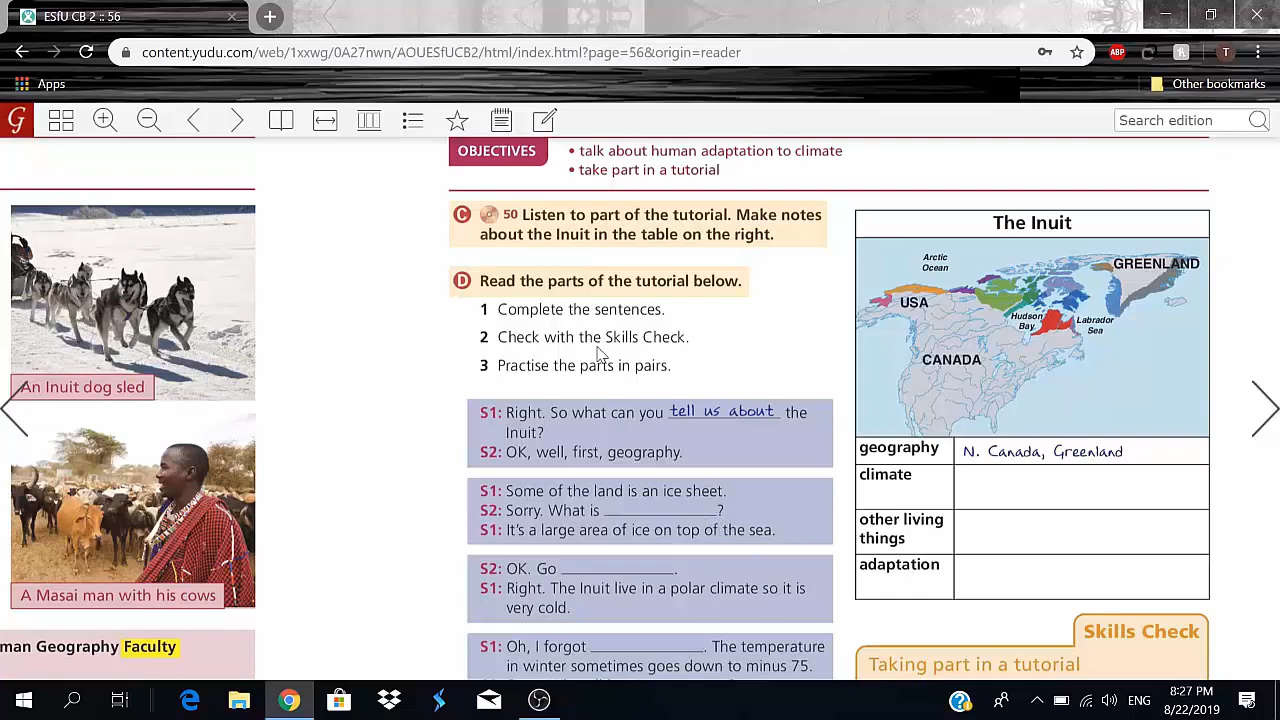 ESfU CB 2 :: 56
content.yudu.com/web/1xxwg/0A27nwn/AOUESfUCB2/html/index.html?page=56&origin=reader
ABP
T
Apps
Other bookmarks
G
Search edition
OBJECTIVES
• talk about human adaptation to climate
• take part in a tutorial
An Inuit dog sled
A Masai man with his cows
man Geography Faculty
C 50 Listen to part of the tutorial. Make notes
about the Inuit in the table on the right.
D Read the parts of the tutorial below.
1 Complete the sentences.
2 Check with the Skills Check.
3 Practise the parts in pairs.
S1: Right. So what can you tell us about the
Inuit?
S2: OK, well, first, geography.
S1: Some of the land is an ice sheet.
S2: Sorry. What is ____________?
S1: It's a large area of ice on top of the sea.
S2: OK. Go ____________.
S1: Right. The Inuit live in a polar climate so it is
very cold.
S1: Oh, I forgot ____________. The temperature
in winter sometimes goes down to minus 75.
The Inuit
Arctic
Ocean
GREENLAND
USA
Hudson
Bay
Labrador
Sea
CANADA
geography N. Canada, Greenland
climate
other living
things
adaptation
Skills Check
Taking part in a tutorial
ENG
8:27 PM
8/22/2019